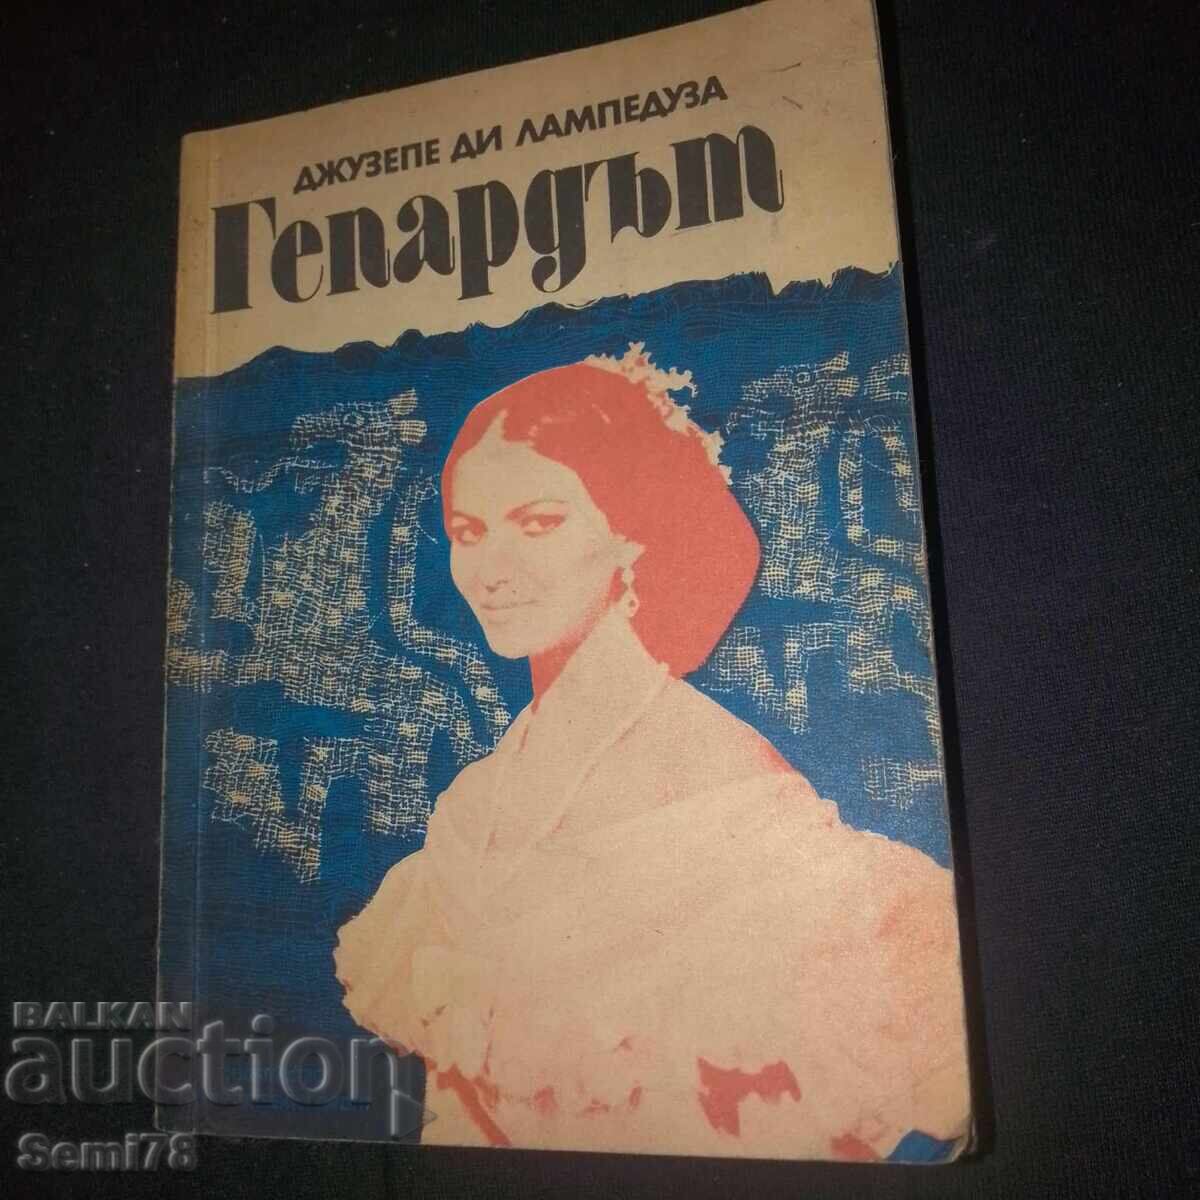 ДЖУЗЕПЕ ДИ ЛАМПЕДУЗА
Гепардът
BALKAN
auction
Semi78